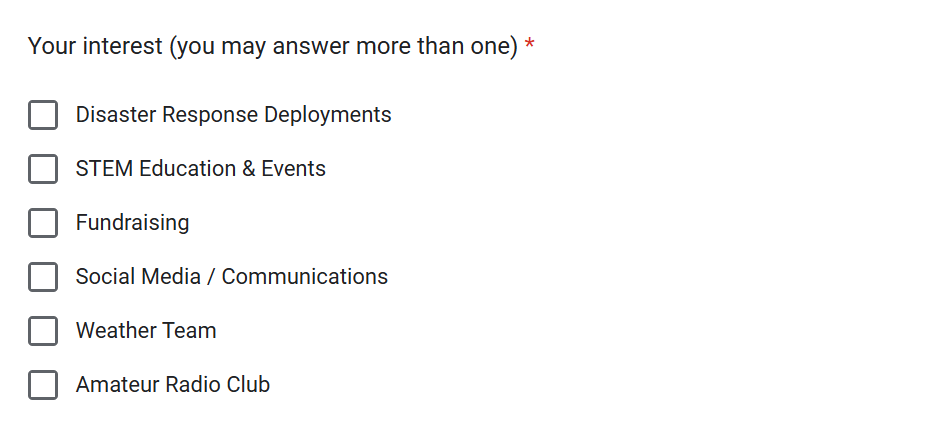 Your interest (you may answer more than one) *
Disaster Response Deployments
STEM Education & Events
Fundraising
Social Media / Communications
Weather Team
Amateur Radio Club